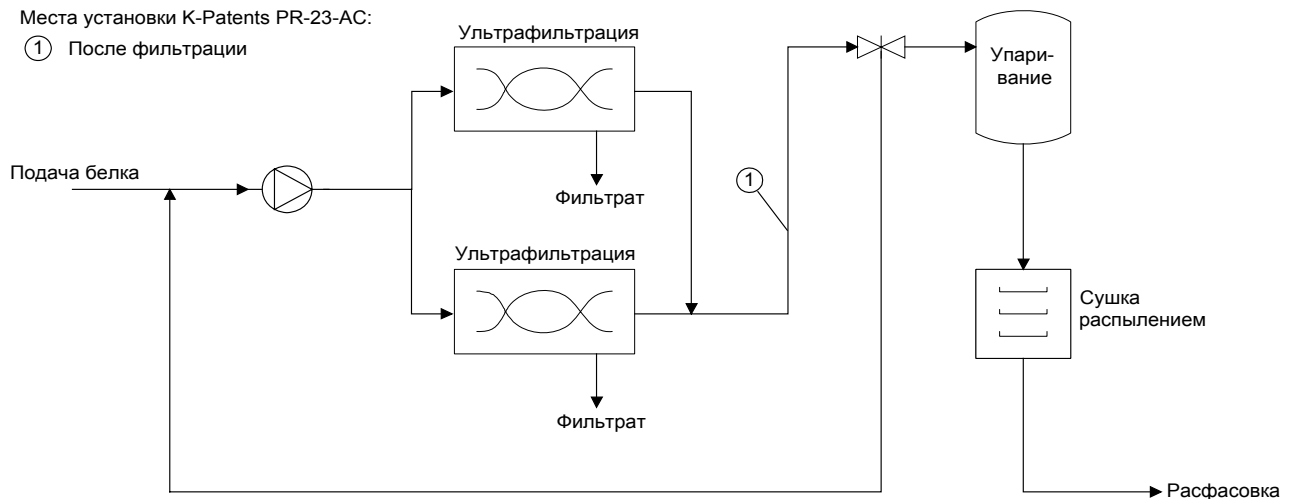 Места установки K-Patents PR-23-AC:
1 После фильтрации
Ультрафильтрация
Упари-
вание
Подача белка
Фильтрат
1
Ультрафильтрация
Сушка
распылением
Фильтрат
Расфасовка